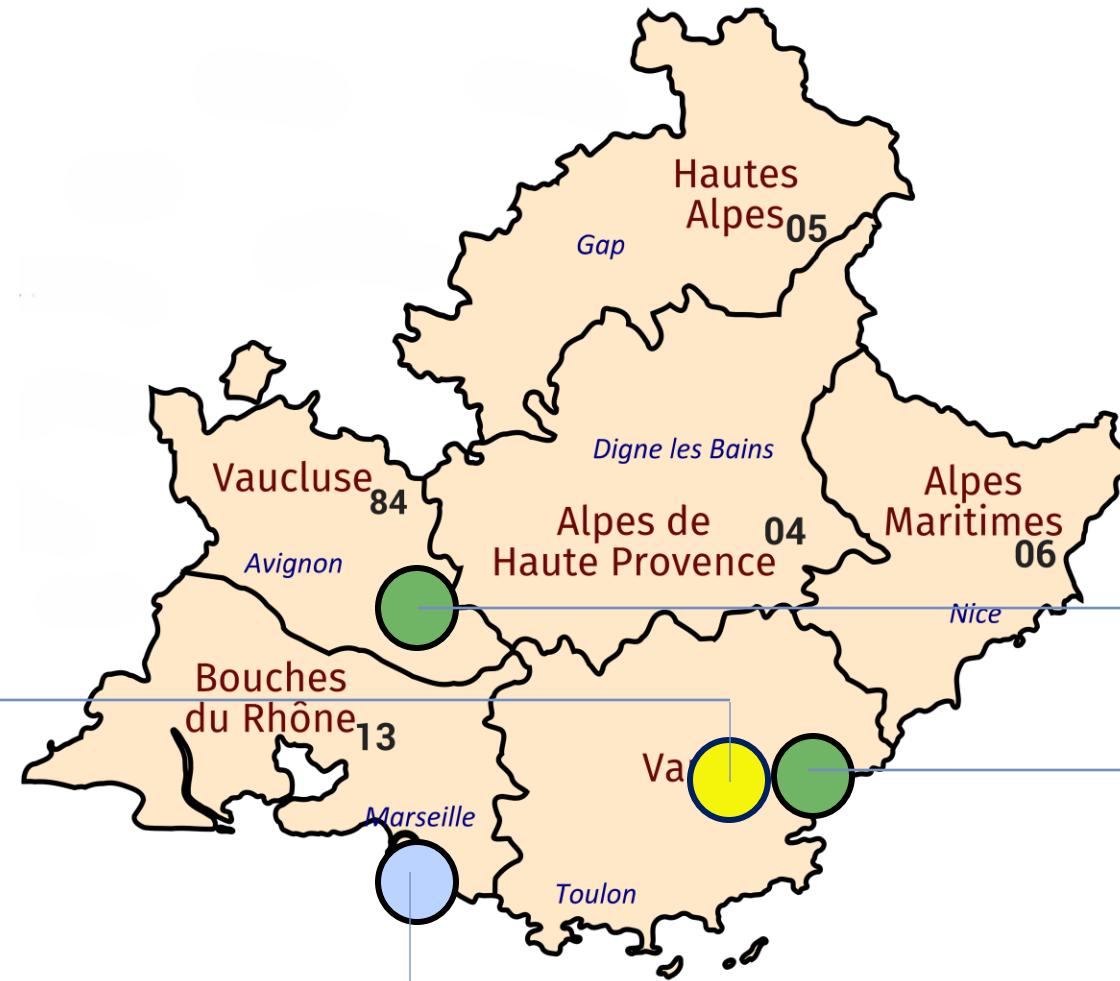 Hautes
Alpes 05
Gap
Digne les Bains
Vaucluse 84
Alpes
Maritimes
06
Alpes de
Haute Provence 04
Avignon
Nice
Bouches
du Rhône 13
Va
Marseille
Toulon